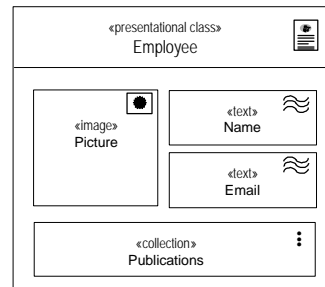 «presentational class»
Employee
«image»
Picture
«text»
Name
«text»
Email
«collection»
Publications